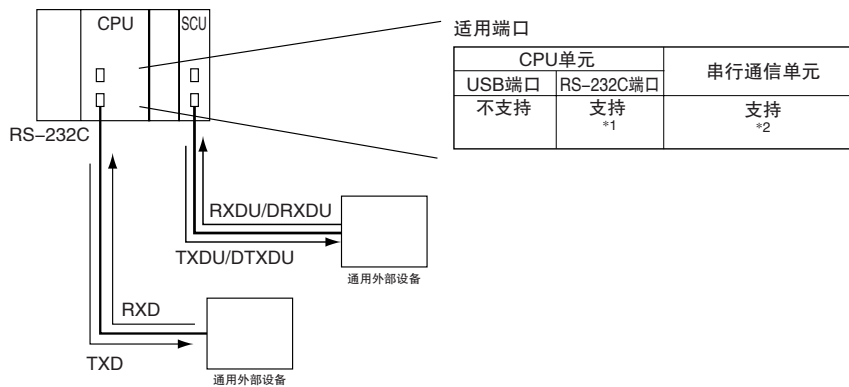 CPU SCU
RS-232C
适用端口
CPU单元 串行通信单元
USB端口 RS-232C端口
不支持 支持 支持
*1 *2
RXDU/DRXDU
TXDU/DTXDU
通用外部设备
RXD
TXD
通用外部设备